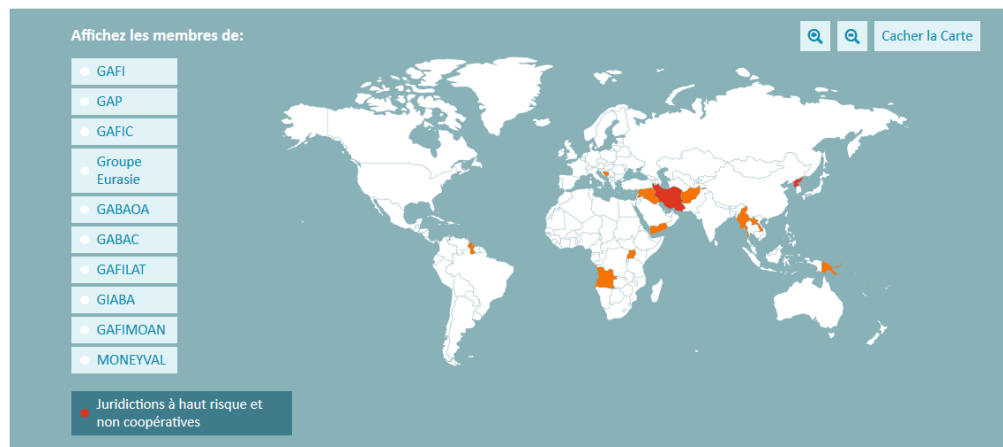 Affichez les membres de:
Cacher la Carte
GAFI
GAP
GAFIC
Groupe
Eurasie
GABAOA
GABAC
GAFILAT
GIABA
GAFIMOAN
MONEYVAL
Juridictions à haut risque et
non coopératives